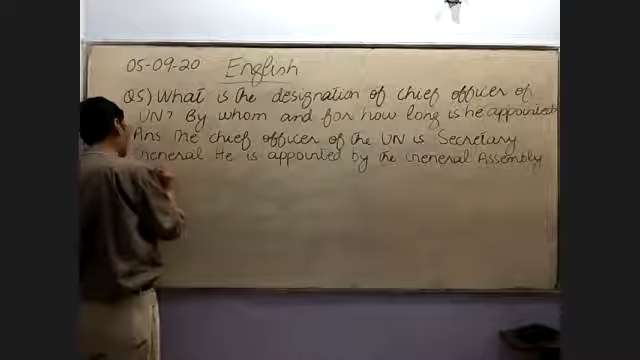 05-09-20 English
Q5) What is the designation of chief officer of
UN? By whom and for how long is he appointed
Ans The chief officer of the UN is Secretary
General He is appointed by the General Assembly